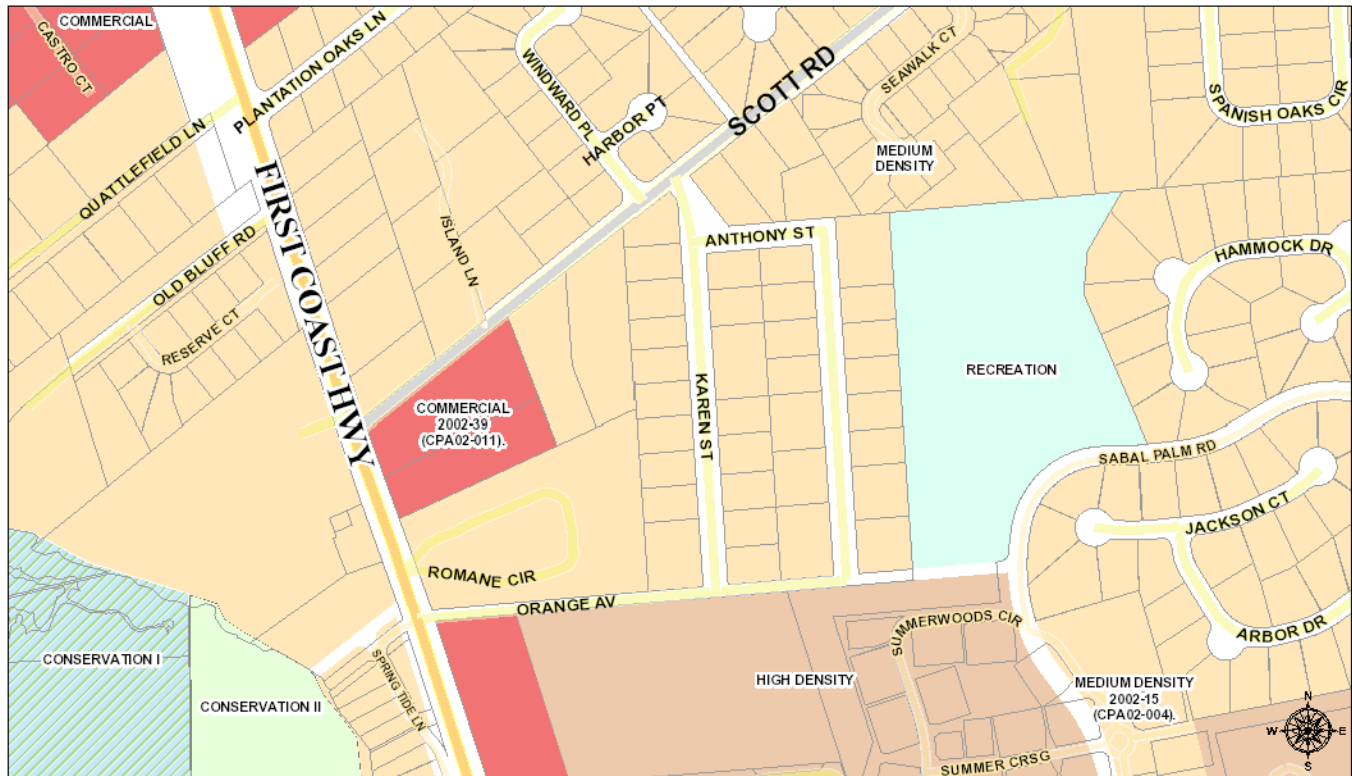 COMMERCIAL
CASTRO CT
PLANTATION OAKS LN
QUATTLEFIELD LN
OLD BLUFF RD
RESERVE CT
FIRST COAST HWY
ISLAND LN
WINDWARD PL
HARBOR PT
SCOTT RD
SEAWALK CT
MEDIUM
DENSITY
SPANISH OAKS CIR
ANTHONY ST
HAMMOCK DR
KAREN ST
RECREATION
COMMERCIAL
2002-39
(CPA02-011).
SABAL PALM RD
JACKSON CT
ARBOR DR
ROMANE CIR
ORANGE AV
SUMMERWOODS CIR
CONSERVATION I
CONSERVATION II
SPRING TIDE LN
HIGH DENSITY
MEDIUM DENSITY
2002-15
(CPA02-004).
SUMMER CRSG
N
W
E
S